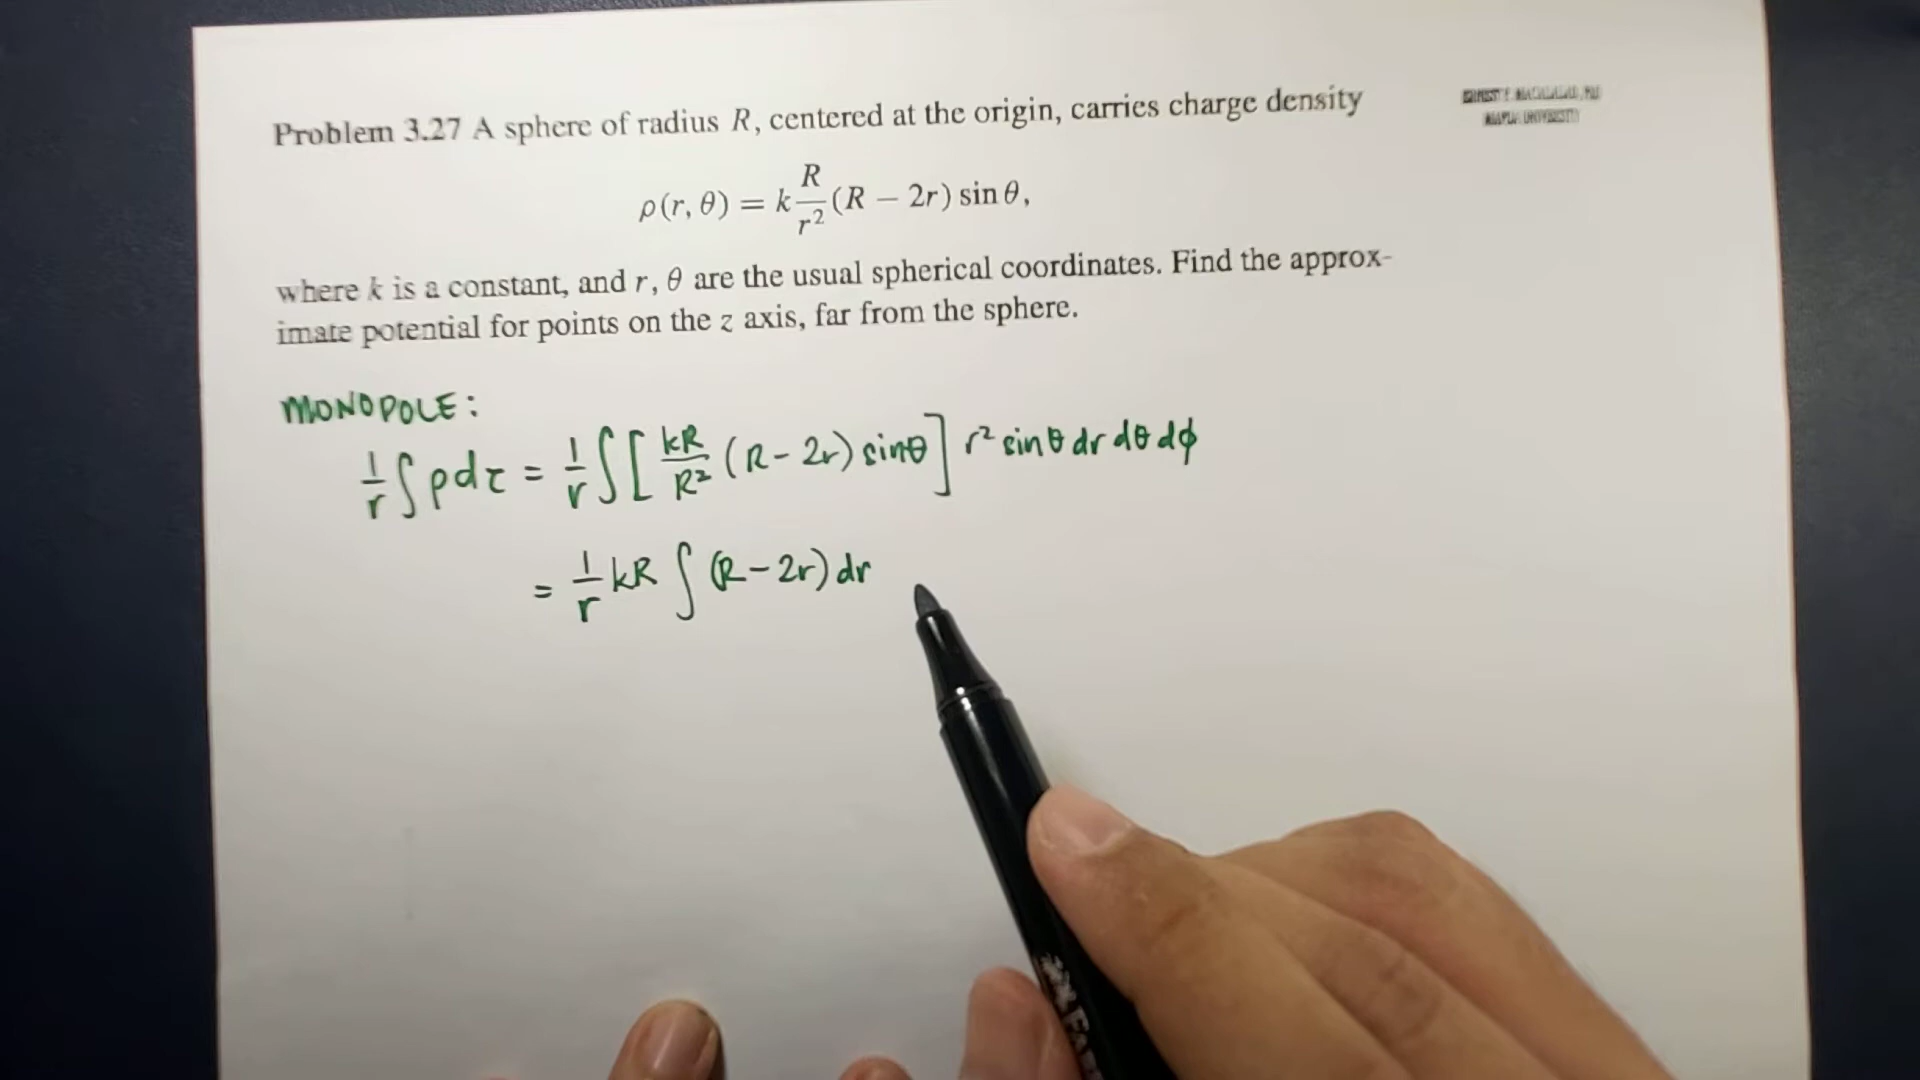 Problem 3.27 A sphere of radius R, centered at the origin, carries charge density
ρ(r, θ) = k R/r² (R − 2r) sin θ,
where k is a constant, and r, θ are the usual spherical coordinates. Find the approx-
imate potential for points on the z axis, far from the sphere.
MONOPOLE:
1/r ∫ ρdτ = 1/r ∫ [ kR/R² (R - 2r) sinθ ] r² sinθ dr dθ dϕ
= 1/r kR ∫ (R - 2r) dr